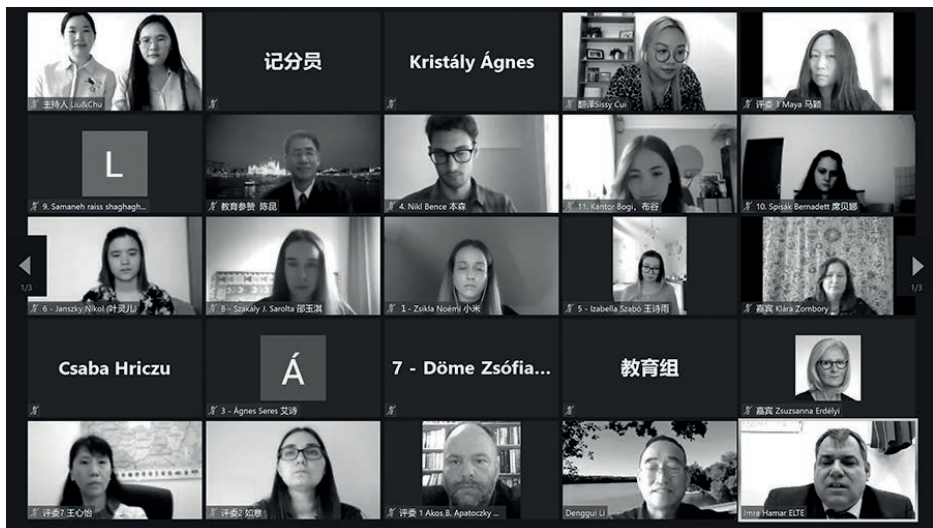 主持人 Liu&Chu
记分员
Kristály Ágnes
翻译Sissy Cui
评委 3 Maya 马颖
L
9. Samaneh raiss shaghagh...
教育参赞 陈昆
4. Nikl Bence 本森
11. Kantor Bogi，布谷
10. Spisák Bernadett 席贝娜
1/3
6 - Janszky Nikol (叶灵儿)
8 - Szakály J. Sarolta 邵玉淇
1 - Zsikla Noémi 小米
5 - Izabella Szabó 王诗雨
嘉宾 Klára Zombory
1/3
Csaba Hriczu
Á
3 - Ágnes Seres 艾诗
7 - Döme Zsófia...
教育组
嘉宾 Zsuzsanna Erdélyi
评委7 王心怡
评委2 如意
评委 1 Akos B. Apatoczky ...
Denggui Li
Imre Hamar ELTE